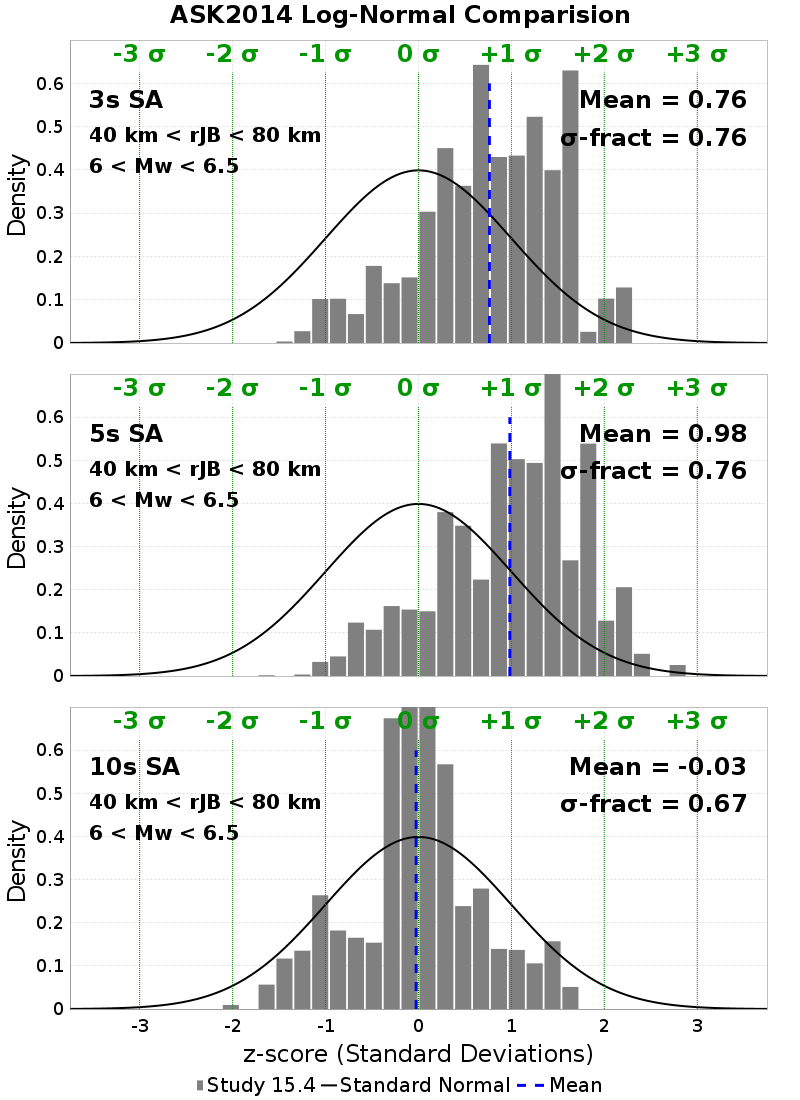 ASK2014 Log-Normal Comparision
-3 σ -2 σ -1 σ 0 σ +1 σ +2 σ +3 σ
3s SA
40 km < rJB < 80 km
6 < Mw < 6.5
Mean = 0.76
σ-fract = 0.76
Density
0.6
0.5
0.4
0.3
0.2
0.1
0
-3 σ -2 σ -1 σ 0 σ +1 σ +2 σ +3 σ
5s SA
40 km < rJB < 80 km
6 < Mw < 6.5
Mean = 0.98
σ-fract = 0.76
Density
0.6
0.5
0.4
0.3
0.2
0.1
0
-3 σ -2 σ -1 σ 0 σ +1 σ +2 σ +3 σ
10s SA
40 km < rJB < 80 km
6 < Mw < 6.5
Mean = -0.03
σ-fract = 0.67
Density
0.6
0.5
0.4
0.3
0.2
0.1
0
-3 -2 -1 0 1 2 3
z-score (Standard Deviations)
Study 15.4 Standard Normal Mean